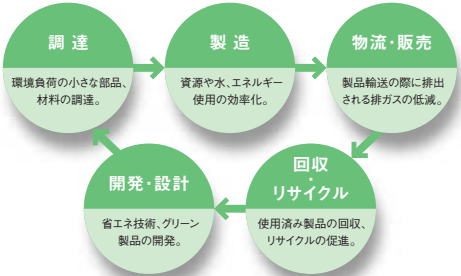 調達
環境負荷の小さな部品、
材料の調達。
製造
資源や水、エネルギー
使用の効率化。
物流・販売
製品輸送の際に排出
される排ガスの低減。
回収
・
リサイクル
使用済み製品の回収、
リサイクルの促進。
開発・設計
省エネ技術、グリーン
製品の開発。